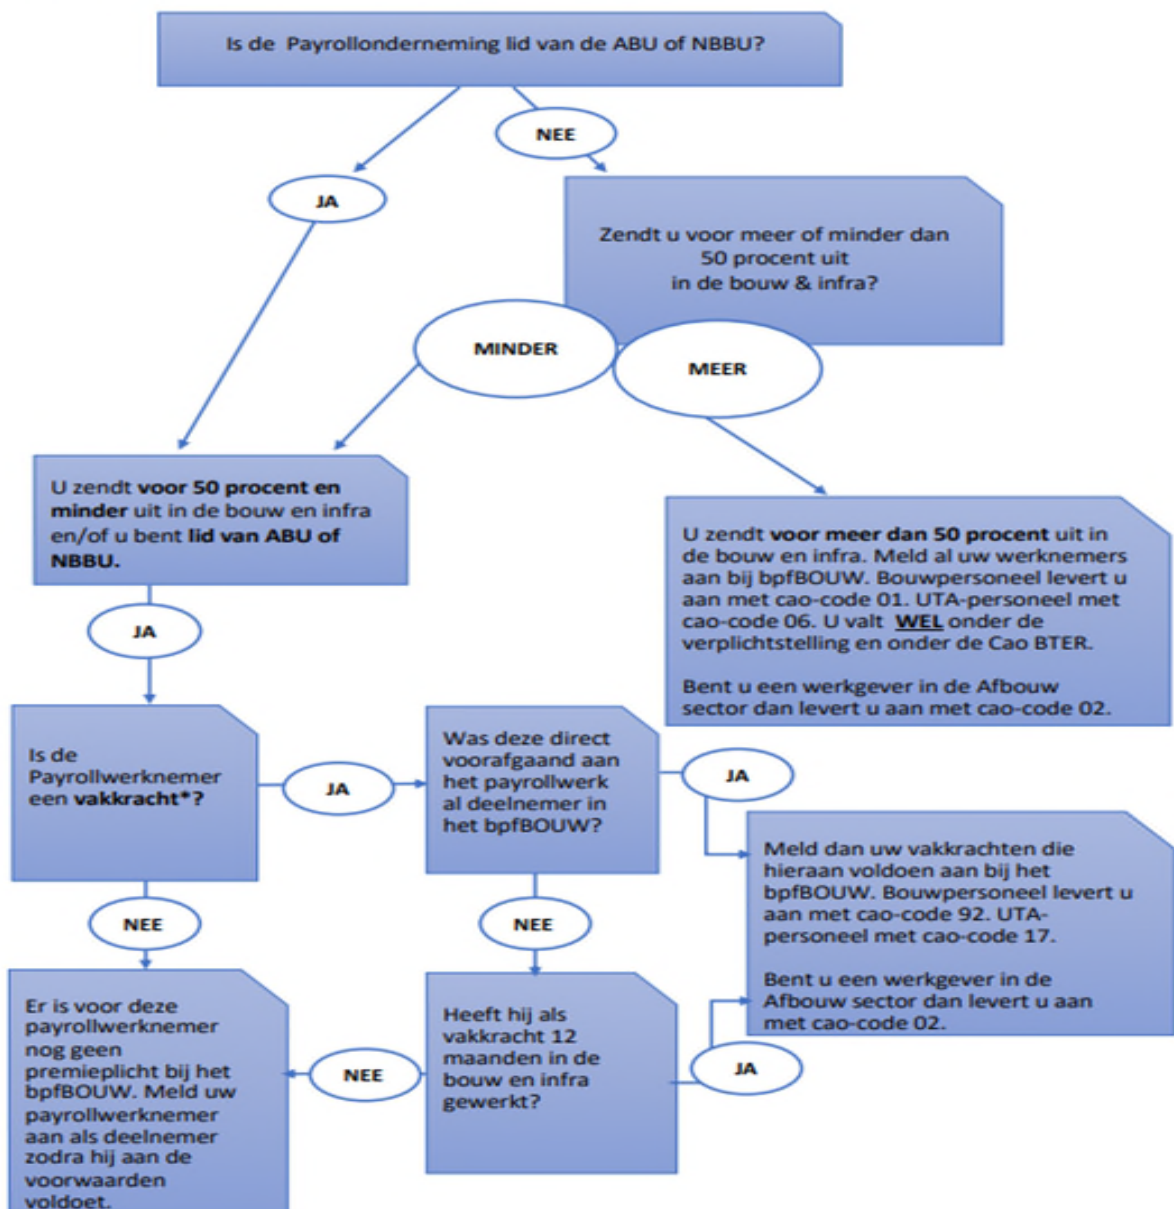 Is de Payrollonderneming lid van de ABU of NBBU?
NEE
JA
Zendt u voor meer of minder dan
50 procent uit
in de bouw & infra?
MINDER
MEER
U zendt voor 50 procent en
minder uit in de bouw en infra
en/of u bent lid van ABU of
NBBU.
U zendt voor meer dan 50 procent uit in
de bouw en infra. Meld al uw werknemers
aan bij bpfBOUW. Bouwpersoneel levert u
aan met cao-code 01. UTA-personeel met
cao-code 06. U valt WEL onder de
verplichtstelling en onder de Cao BTER.
Bent u een werkgever in de Afbouw
sector dan levert u aan met cao-code 02.
JA
Is de
Payrollwerknemer
een vakkracht*?
JA
Was deze direct
voorafgaand aan
het payrollwerk
al deelnemer in
het bpfBOUW?
JA
Meld dan uw vakkrachten die
hieraan voldoen aan bij het
bpfBOUW. Bouwpersoneel levert u
aan met cao-code 92. UTA-
personeel met cao-code 17.
Bent u een werkgever in de
Afbouw sector dan levert u aan
met cao-code 02.
NEE
NEE
Er is voor deze
payrollwerknemer
nog geen
premieplicht bij het
bpfBOUW. Meld uw
payrollwerknemer
aan als deelnemer
zodra hij aan de
voorwaarden
voldoet.
NEE
Heeft hij als
vakkracht 12
maanden in de
bouw en infra
gewerkt?
JA